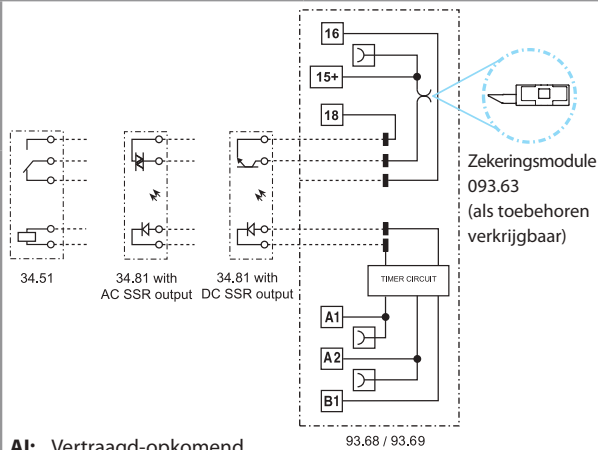 16
15+
18
Zekeringsmodule
093.63
(als toebehoren
verkrijgbaar)
34.51
34.81 with
AC SSR output
34.81 with
DC SSR output
TIMER CIRCUIT
A1
A2
B1
93.68 / 93.69
AI: Vertraagd-opkomend